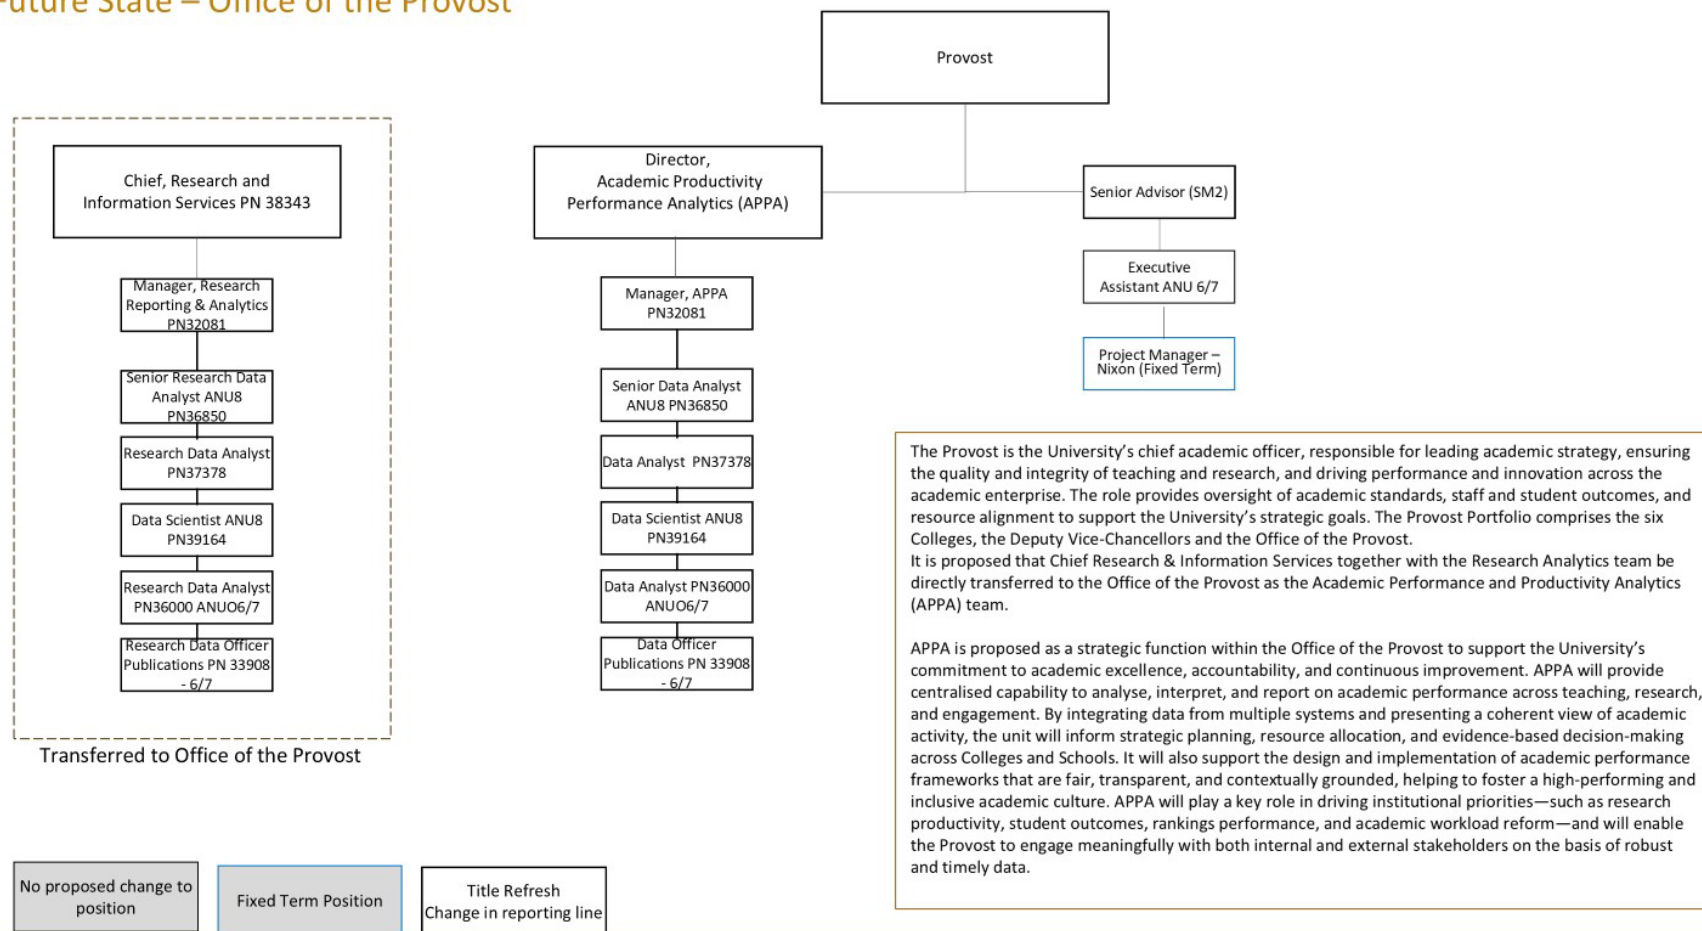 Future State – Office of the Provost
Provost
Chief, Research and
Information Services PN 38343
Manager, Research
Reporting & Analytics
PN32081
Senior Research Data
Analyst ANU8
PN36850
Research Data Analyst
PN37378
Data Scientist ANU8
PN39164
Research Data Analyst
PN36000 ANUO6/7
Research Data Officer
Publications PN 33908
- 6/7
Transferred to Office of the Provost
Director,
Academic Productivity
Performance Analytics (APPA)
Manager, APPA
PN32081
Senior Data Analyst
ANU8 PN36850
Data Analyst PN37378
Data Scientist ANU8
PN39164
Data Analyst PN36000
ANUO6/7
Data Officer
Publications PN 33908
- 6/7
Senior Advisor (SM2)
Executive
Assistant ANU 6/7
Project Manager –
Nixon (Fixed Term)
The Provost is the University’s chief academic officer, responsible for leading academic strategy, ensuring
the quality and integrity of teaching and research, and driving performance and innovation across the
academic enterprise. The role provides oversight of academic standards, staff and student outcomes, and
resource alignment to support the University’s strategic goals. The Provost Portfolio comprises the six
Colleges, the Deputy Vice-Chancellors and the Office of the Provost.
It is proposed that Chief Research & Information Services together with the Research Analytics team be
directly transferred to the Office of the Provost as the Academic Performance and Productivity Analytics
(APPA) team.
APPA is proposed as a strategic function within the Office of the Provost to support the University’s
commitment to academic excellence, accountability, and continuous improvement. APPA will provide
centralised capability to analyse, interpret, and report on academic performance across teaching, research,
and engagement. By integrating data from multiple systems and presenting a coherent view of academic
activity, the unit will inform strategic planning, resource allocation, and evidence-based decision-making
across Colleges and Schools. It will also support the design and implementation of academic performance
frameworks that are fair, transparent, and contextually grounded, helping to foster a high-performing and
inclusive academic culture. APPA will play a key role in driving institutional priorities—such as research
productivity, student outcomes, rankings performance, and academic workload reform—and will enable
the Provost to engage meaningfully with both internal and external stakeholders on the basis of robust
and timely data.
No proposed change to
position
Fixed Term Position
Title Refresh
Change in reporting line